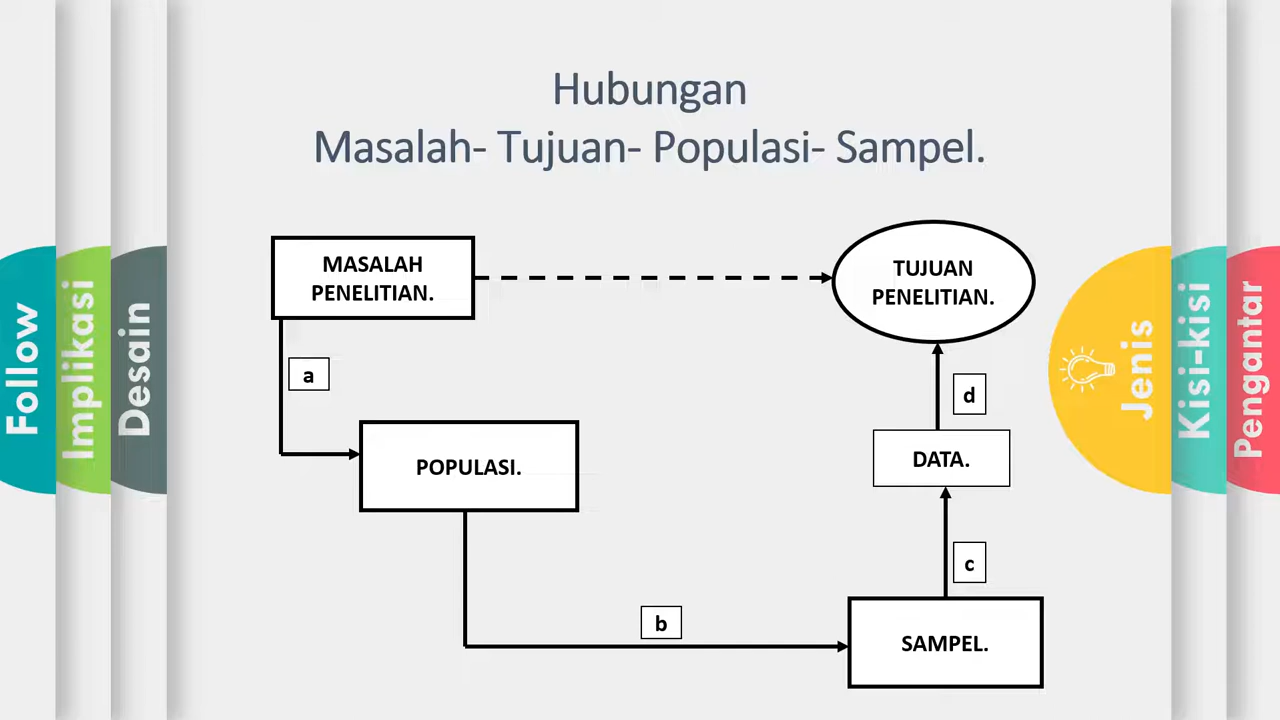 Hubungan
Masalah- Tujuan- Populasi- Sampel.
MASALAH
PENELITIAN.
TUJUAN
PENELITIAN.
a
d
POPULASI.
DATA.
c
b
SAMPEL.
Follow
Implikasi
Desain
Jenis
Kisi-kisi
Pengantar